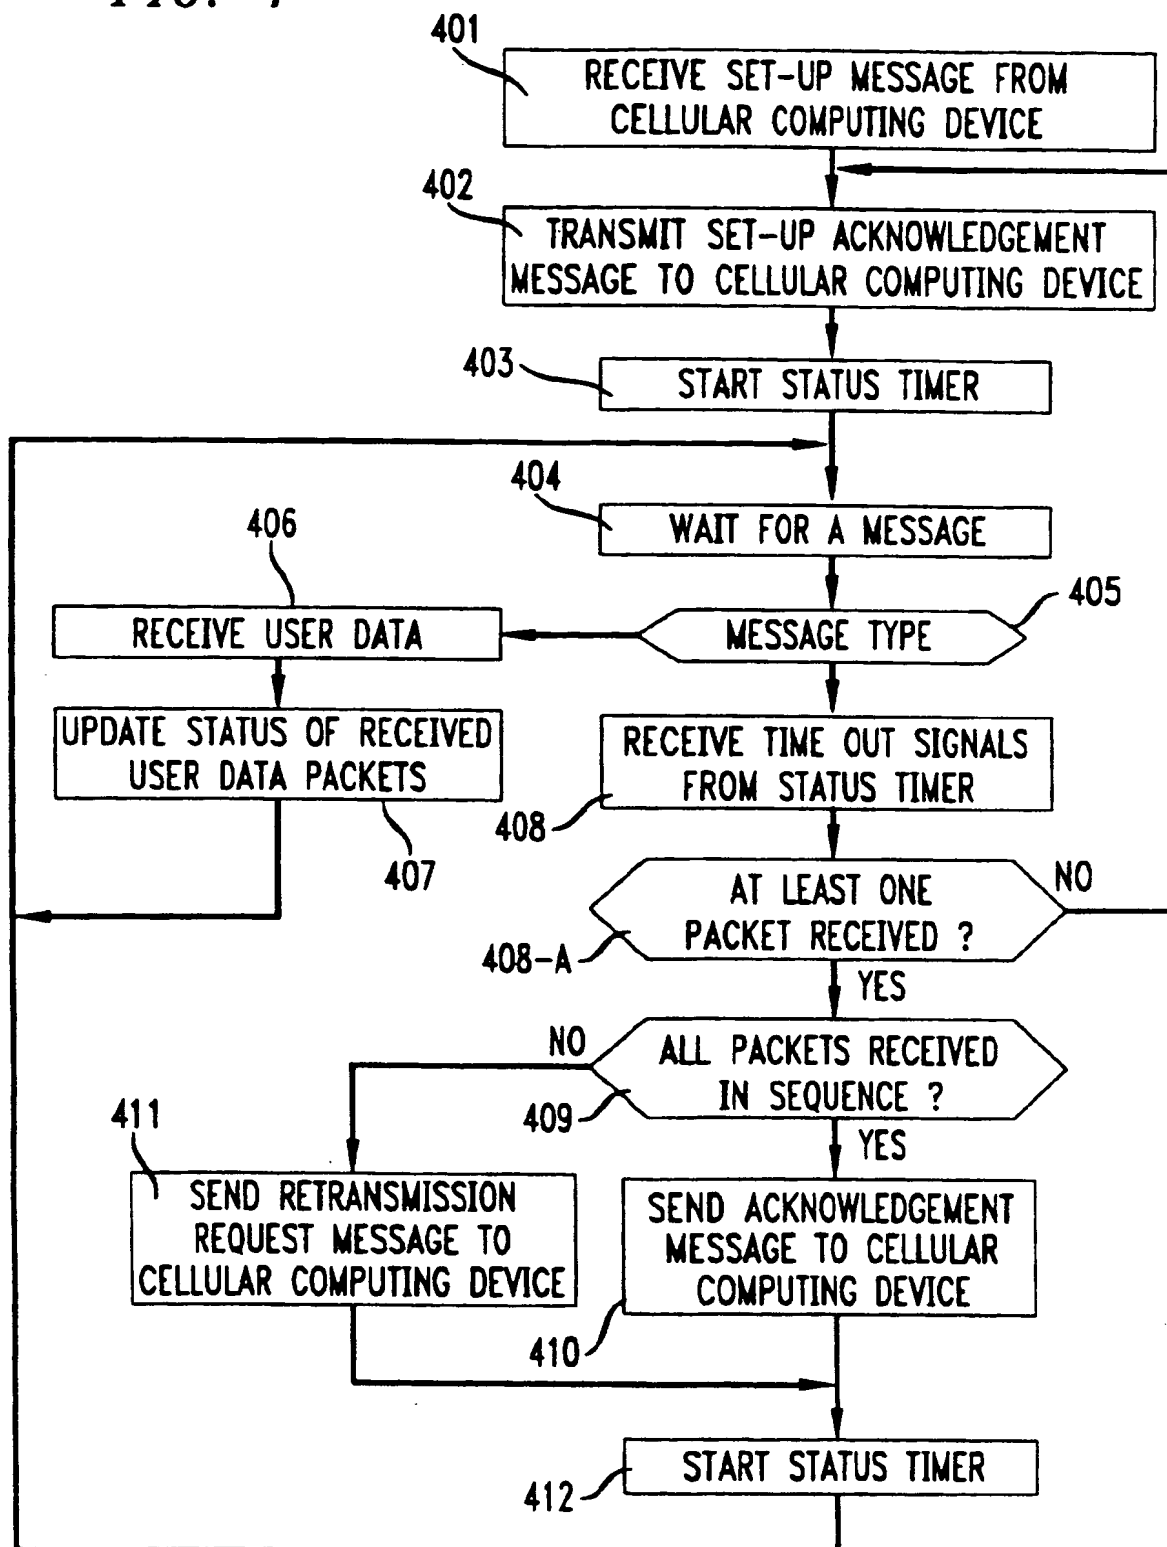 401
RECEIVE SET-UP MESSAGE FROM
CELLULAR COMPUTING DEVICE
402
TRANSMIT SET-UP ACKNOWLEDGEMENT
MESSAGE TO CELLULAR COMPUTING DEVICE
403
START STATUS TIMER
404
WAIT FOR A MESSAGE
406
405
RECEIVE USER DATA
MESSAGE TYPE
UPDATE STATUS OF RECEIVED
USER DATA PACKETS
407
RECEIVE TIME OUT SIGNALS
FROM STATUS TIMER
408
AT LEAST ONE
PACKET RECEIVED ?
NO
408-A
YES
NO
ALL PACKETS RECEIVED
IN SEQUENCE ?
409
YES
411
SEND RETRANSMISSION
REQUEST MESSAGE TO
CELLULAR COMPUTING DEVICE
SEND ACKNOWLEDGEMENT
MESSAGE TO CELLULAR
COMPUTING DEVICE
410
START STATUS TIMER
412